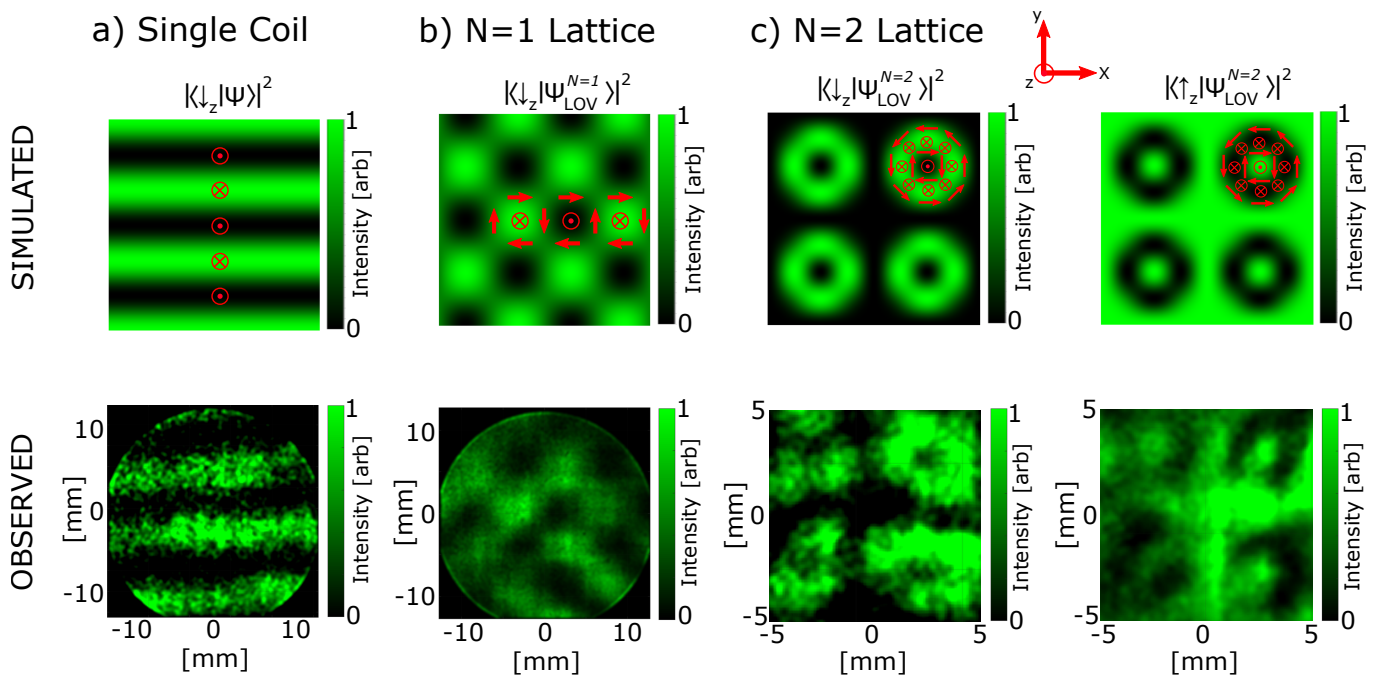 a) Single Coil
b) N=1 Lattice
c) N=2 Lattice
y
z
X
SIMULATED
|⟨↓z|Ψ⟩|²
1
Intensity [arb]
0
|⟨↓z|Ψ_LOV^{N=1}⟩|²
1
Intensity [arb]
0
|⟨↓z|Ψ_LOV^{N=2}⟩|²
1
Intensity [arb]
0
|⟨↑z|Ψ_LOV^{N=2}⟩|²
1
Intensity [arb]
0
OBSERVED
[mm]
10
0
-10
-10 0 10
[mm]
1
Intensity [arb]
0
[mm]
10
0
-10
-10 0 10
[mm]
1
Intensity [arb]
0
[mm]
5
0
-5
-5 0 5
[mm]
1
Intensity [arb]
0
[mm]
5
0
-5
-5 0 5
[mm]
1
Intensity [arb]
0